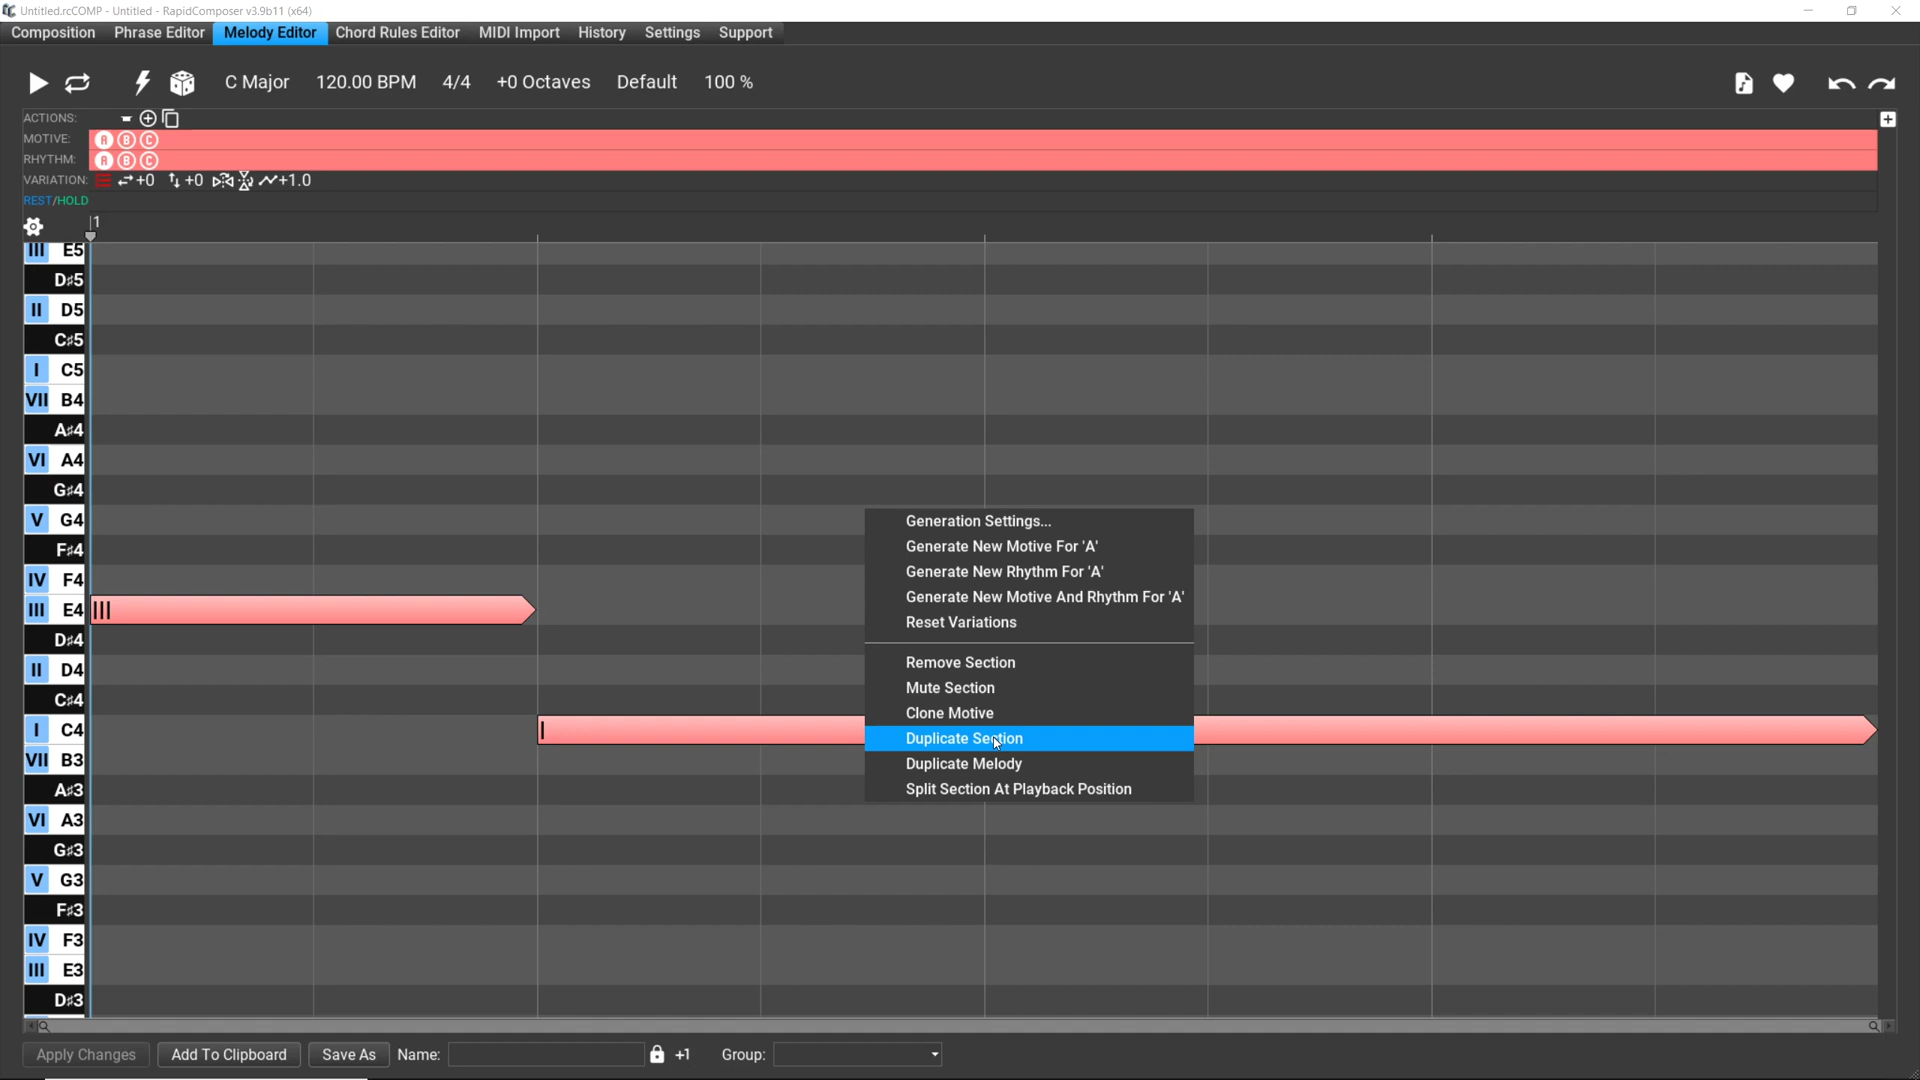 Untitled.rcCOMP - Untitled - RapidComposer v3.9b11 (x64)
Composition Phrase Editor Melody Editor Chord Rules Editor MIDI Import History Settings Support
C Major 120.00 BPM 4/4 +0 Octaves Default 100 %
ACTIONS:
MOTIVE: A B C
RHYTHM: A B C
VARIATION: +0 +0 +1.0
REST/HOLD
1
III E5
D♯5
II D5
C♯5
I C5
VII B4
A♯4
VI A4
G♯4
V G4
F♯4
IV F4
III E4 III
D♯4
II D4
C♯4
I C4 I
VII B3
A♯3
VI A3
G♯3
V G3
F♯3
IV F3
III E3
D♯3
Generation Settings...
Generate New Motive For 'A'
Generate New Rhythm For 'A'
Generate New Motive And Rhythm For 'A'
Reset Variations
Remove Section
Mute Section
Clone Motive
Duplicate Section
Duplicate Melody
Split Section At Playback Position
Apply Changes Add To Clipboard Save As Name: +1 Group: